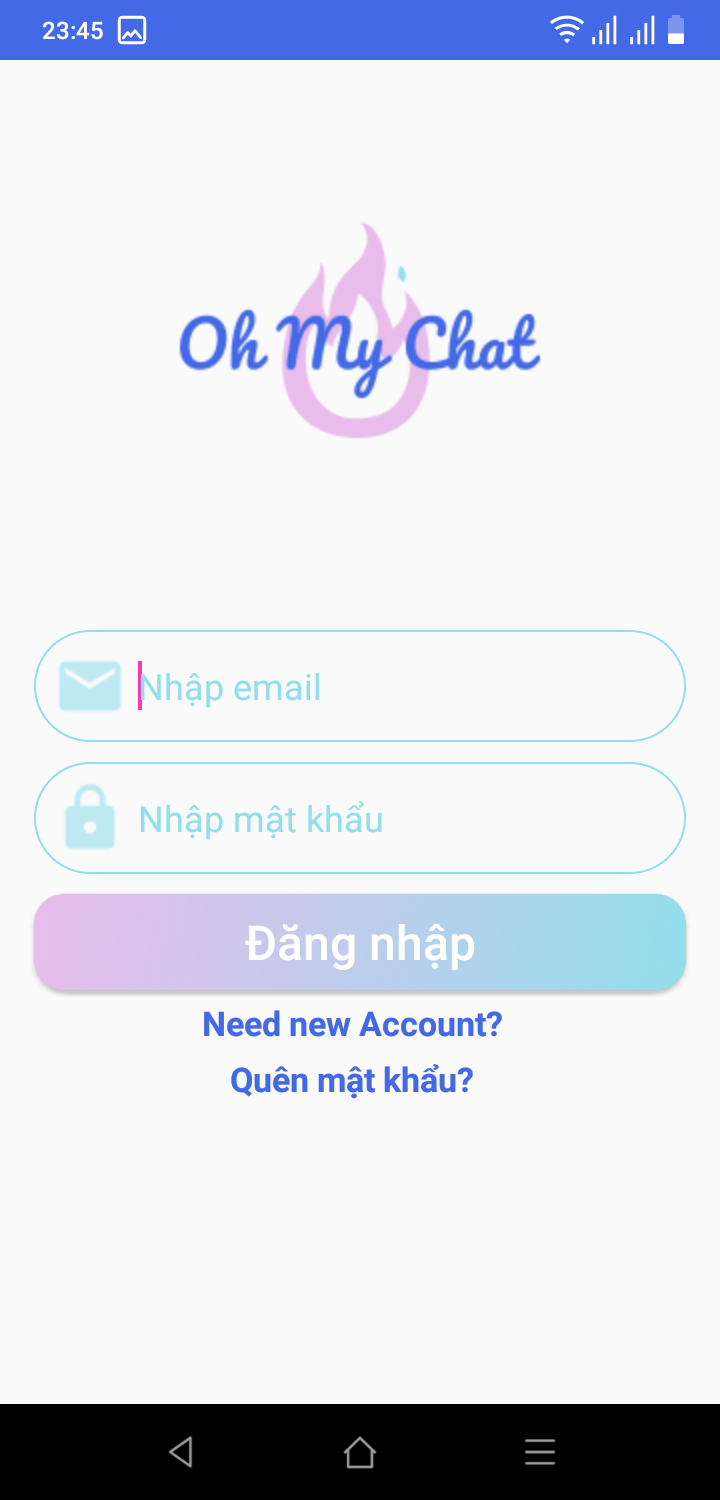 23:45
Oh My Chat
Nhập email
Nhập mật khẩu
Đăng nhập
Need new Account?
Quên mật khẩu?